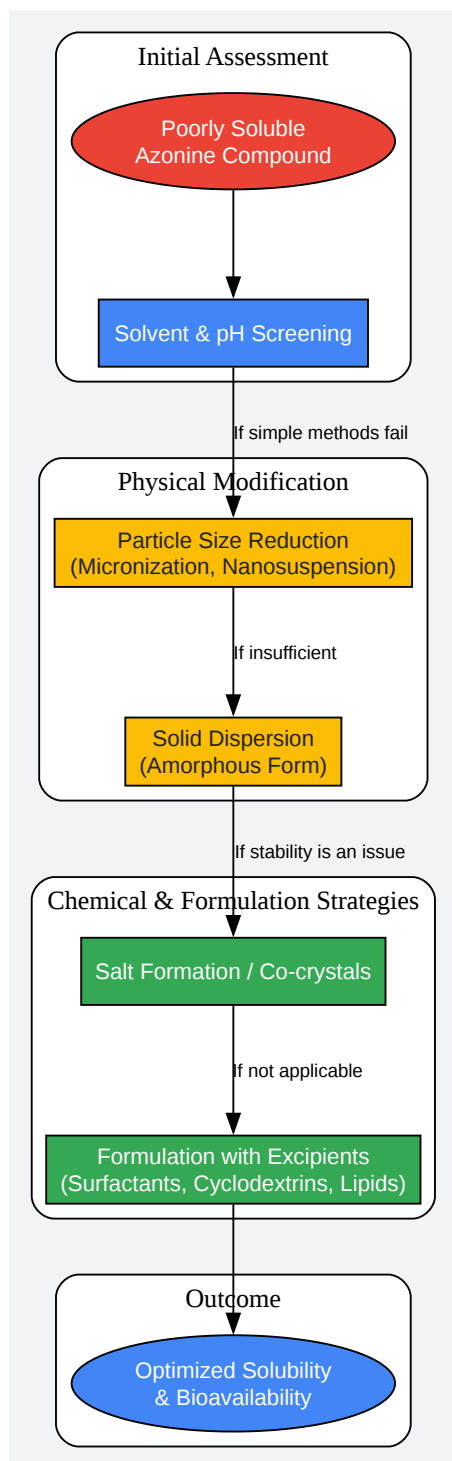 Initial Assessment
Poorly Soluble
Azonine Compound
Solvent & pH Screening
If simple methods fail
Physical Modification
Particle Size Reduction
(Micronization, Nanosuspension)
If insufficient
Solid Dispersion
(Amorphous Form)
If stability is an issue
Chemical & Formulation Strategies
Salt Formation / Co-crystals
If not applicable
Formulation with Excipients
(Surfactants, Cyclodextrins, Lipids)
Outcome
Optimized Solubility
& Bioavailability